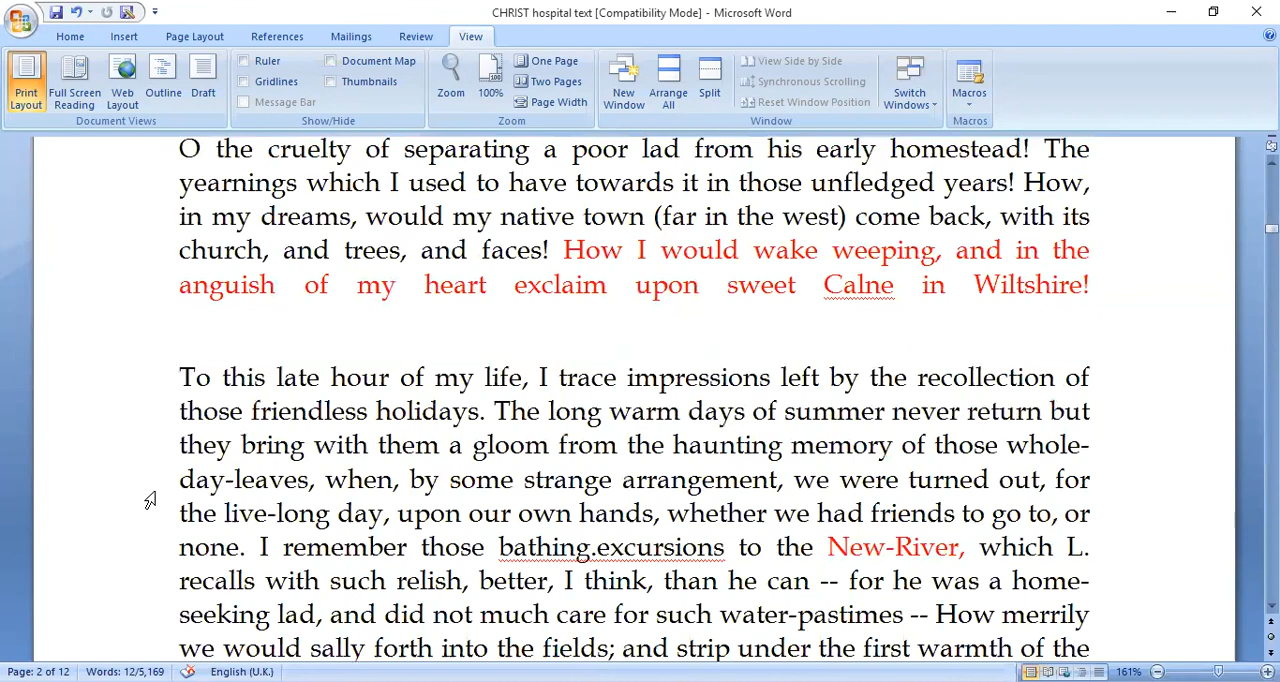 CHRIST hospital text [Compatibility Mode] - Microsoft Word
Home Insert Page Layout References Mailings Review View
Print Layout
Full Screen Reading
Web Layout
Outline
Draft
Document Views
Ruler
Gridlines
Message Bar
Document Map
Thumbnails
Show/Hide
Zoom
100%
One Page
Two Pages
Page Width
Zoom
New Window
Arrange All
Split
View Side by Side
Synchronous Scrolling
Reset Window Position
Switch Windows
Window
Macros
Macros
O the cruelty of separating a poor lad from his early homestead! The
yearnings which I used to have towards it in those unfledged years! How,
in my dreams, would my native town (far in the west) come back, with its
church, and trees, and faces! How I would wake weeping, and in the
anguish of my heart exclaim upon sweet Calne in Wiltshire!
To this late hour of my life, I trace impressions left by the recollection of
those friendless holidays. The long warm days of summer never return but
they bring with them a gloom from the haunting memory of those whole-
day-leaves, when, by some strange arrangement, we were turned out, for
the live-long day, upon our own hands, whether we had friends to go to, or
none. I remember those bathing.excursions to the New-River, which L.
recalls with such relish, better, I think, than he can -- for he was a home-
seeking lad, and did not much care for such water-pastimes -- How merrily
we would sally forth into the fields; and strip under the first warmth of the
Page: 2 of 12 Words: 12/5,169 English (U.K.) 161%